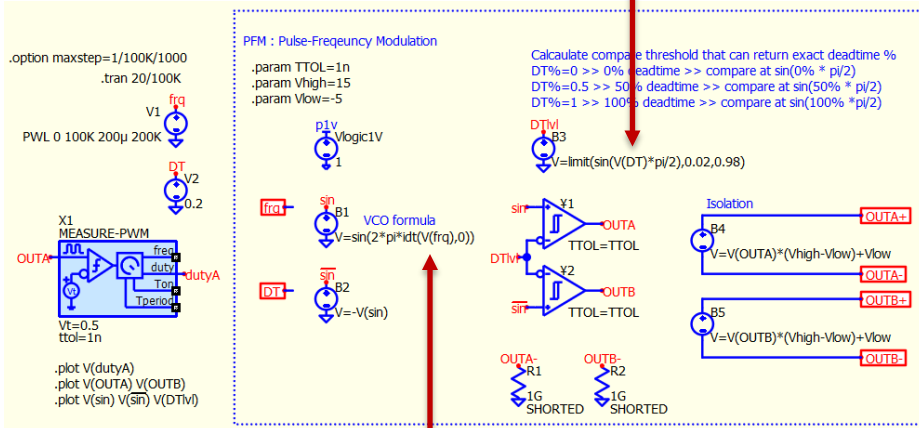 .option maxstep=1/100K/1000
.tran 20/100K
frq
V1
PWL 0 100K 200µ 200K
DT
V2
0.2
X1
MEASURE-PWM
OUTA
freq
duty
Ton
Tperiod
Vt
dutyA
Vt=0.5
ttol=1n
.plot V(dutyA)
.plot V(OUTA) V(OUTB)
.plot V(sin) V(sin) V(DTlvl)
PFM : Pulse-Freqeuncy Modulation
.param TTOL=1n
.param Vhigh=15
.param Vlow=-5
p1v
Vlogic1V
1
frq
sin
B1
VCO formula
V=sin(2*pi*idt(V(frq),0))
DT
sin
B2
V=-V(sin)
Calcaulate compare threshold that can return exact deadtime %
DT%=0 >> 0% deadtime >> compare at sin(0% * pi/2)
DT%=0.5 >> 50% deadtime >> compare at sin(50% * pi/2)
DT%=1 >> 100% deadtime >> compare at sin(100% *pi/2)
DTlvl
B3
V=limit(sin(V(DT)*pi/2),0.02,0.98)
sin
¥1
OUTA
TTOL=TTOL
DTlvl
¥2
OUTB
sin
TTOL=TTOL
OUTA-
R1
1G
SHORTED
OUTB-
R2
1G
SHORTED
Isolation
OUTA+
B4
V=V(OUTA)*(Vhigh-Vlow)+Vlow
OUTA-
OUTB+
B5
V=V(OUTB)*(Vhigh-Vlow)+Vlow
OUTB-